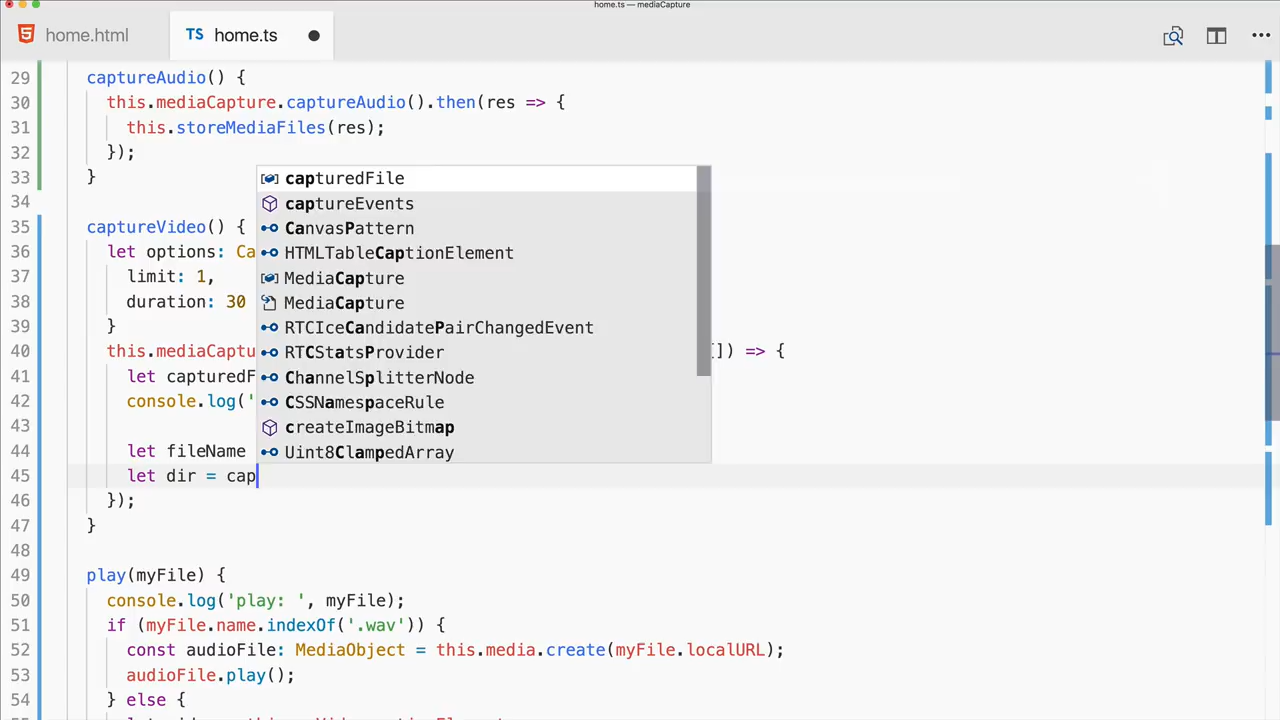 home.ts — mediaCapture
home.html
TS home.ts
29 captureAudio() {
30 this.mediaCapture.captureAudio().then(res => {
31 this.storeMediaFiles(res);
32 });
33 }
34
35 captureVideo() {
36 let options: Ca
37 limit: 1,
38 duration: 30
39 }
40 this.mediaCaptu []) => {
41 let capturedF
42 console.log('
43
44 let fileName
45 let dir = cap
46 });
47 }
48
49 play(myFile) {
50 console.log('play: ', myFile);
51 if (myFile.name.indexOf('.wav')) {
52 const audioFile: MediaObject = this.media.create(myFile.localURL);
53 audioFile.play();
54 } else {
capturedFile
captureEvents
CanvasPattern
HTMLTableCaptionElement
MediaCapture
MediaCapture
RTCIceCandidatePairChangedEvent
RTCStatsProvider
ChannelSplitterNode
CSSNamespaceRule
createImageBitmap
Uint8ClampedArray